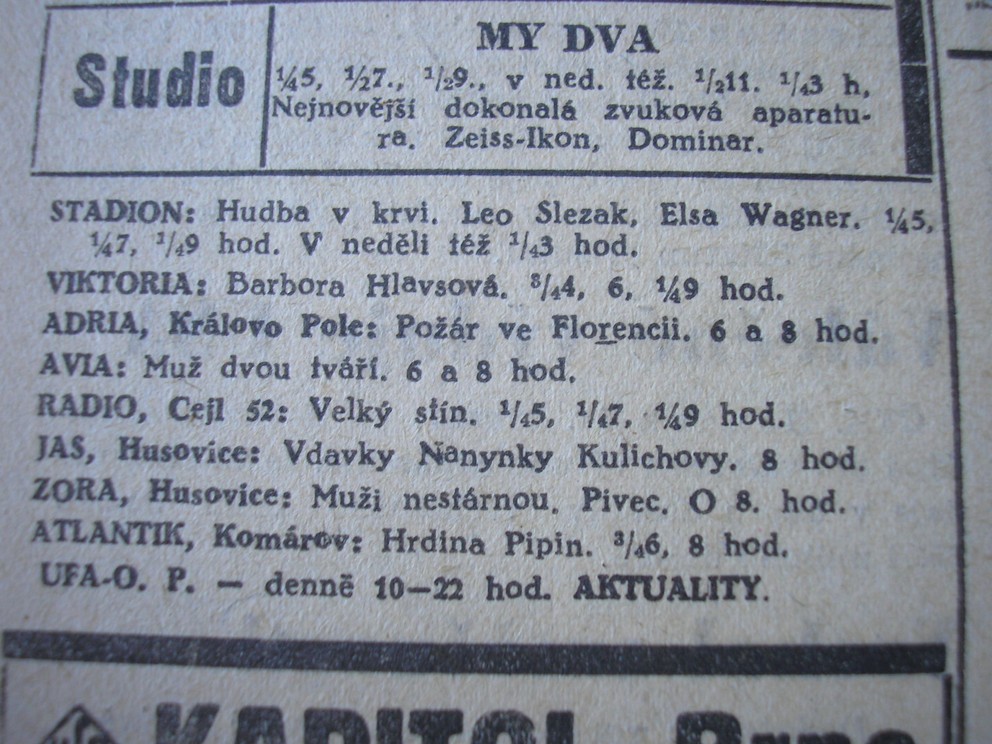 Studio
MY DVA
¼5, ½7., ½9., v ned. též. ½11. ¼3 h,
Nejnovější dokonalá zvuková aparatu-
ra. Zeiss-Ikon, Dominar.
STADION: Hudba v krvi. Leo Slezak, Elsa Wagner. ¼5,
¼7, ¼9 hod. V neděli též ¼3 hod.
VIKTORIA: Barbora Hlavsová. ¾4, 6, ¼9 hod.
ADRIA, Královo Pole: Požár ve Florencii. 6 a 8 hod.
AVIA: Muž dvou tváří. 6 a 8 hod.
RADIO, Cejl 52: Velký stín. ¼5, ¼7, ¼9 hod.
JAS, Husovice: Vdavky Nanynky Kulichovy. 8 hod.
ZORA, Husovice: Muži nestárnou. Pivec. O 8. hod.
ATLANTIK, Komárov: Hrdina Pipin. ¾6, 8 hod.
UFA-O. P. — denně 10—22 hod. AKTUALITY.
KAPITOL Brno